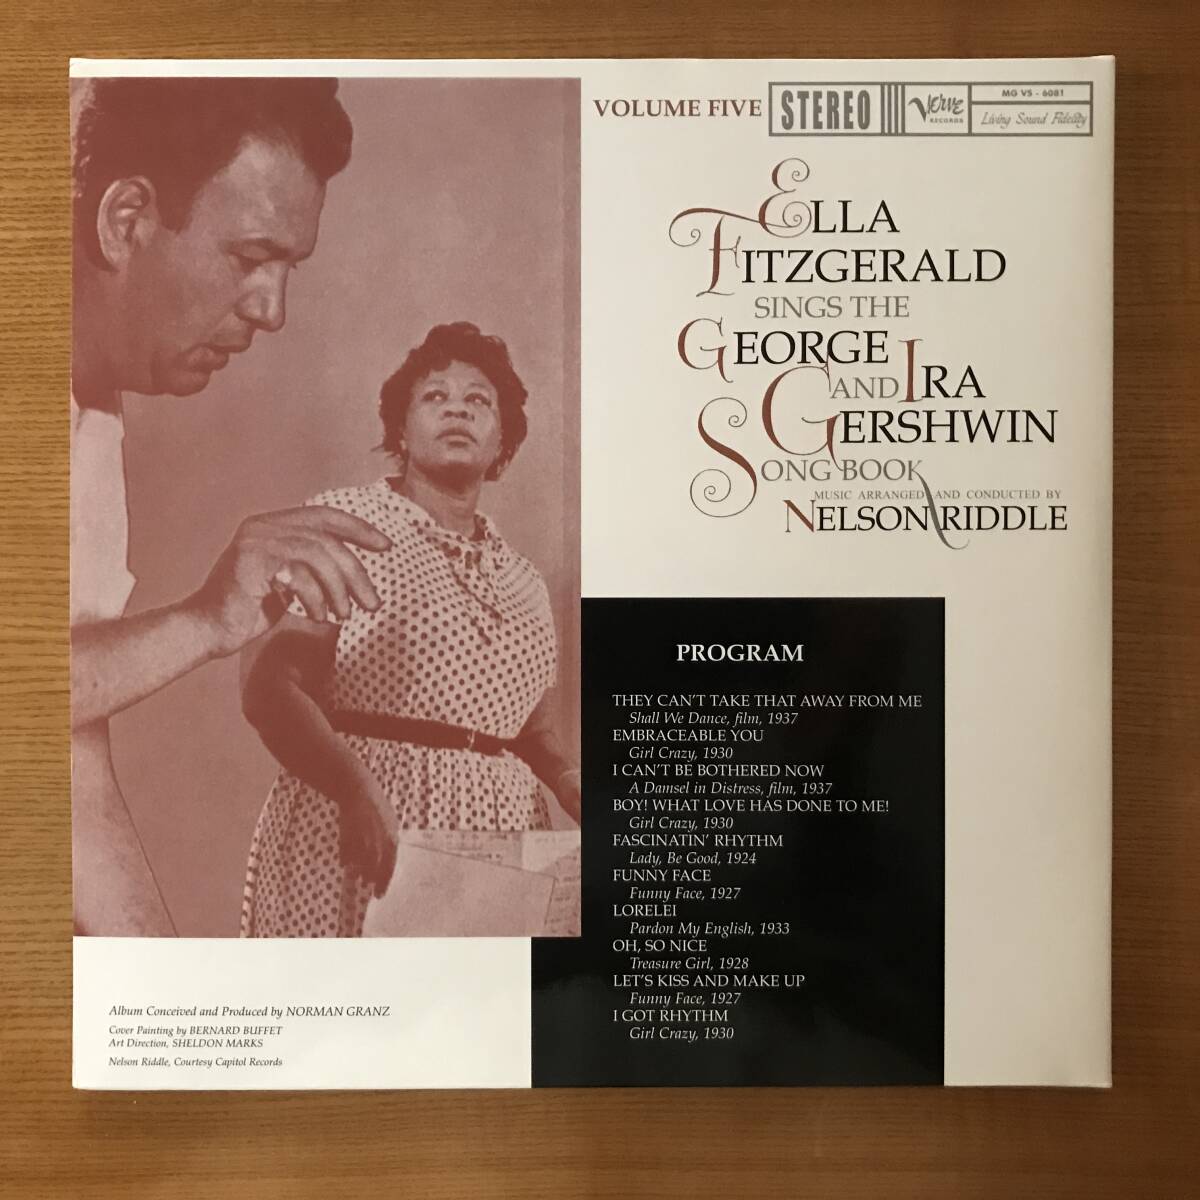 VOLUME FIVE
STEREO
Verve
RECORDS
MG VS - 6081
Living Sound Fidelity
ELLA
FITZGERALD
SINGS THE
GEORGE
AND IRA
GERSHWIN
SONG BOOK
MUSIC ARRANGED AND CONDUCTED BY
NELSON RIDDLE
PROGRAM
THEY CAN'T TAKE THAT AWAY FROM ME
Shall We Dance, film, 1937
EMBRACEABLE YOU
Girl Crazy, 1930
I CAN'T BE BOTHERED NOW
A Damsel in Distress, film, 1937
BOY! WHAT LOVE HAS DONE TO ME!
Girl Crazy, 1930
FASCINATIN' RHYTHM
Lady, Be Good, 1924
FUNNY FACE
Funny Face, 1927
LORELEI
Pardon My English, 1933
OH, SO NICE
Treasure Girl, 1928
LET'S KISS AND MAKE UP
Funny Face, 1927
I GOT RHYTHM
Girl Crazy, 1930
Album Conceived and Produced by NORMAN GRANZ
Cover Painting by BERNARD BUFFET
Art Direction, SHELDON MARKS
Nelson Riddle, Courtesy Capitol Records